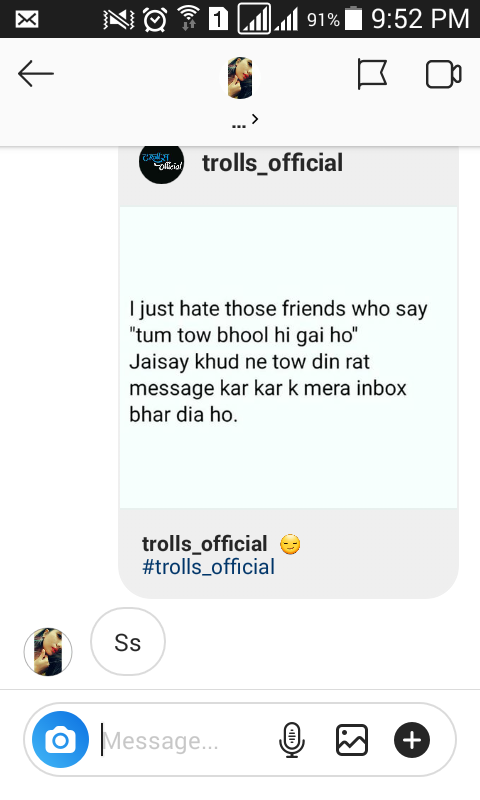 91% 9:52 PM
1
...
Official
trolls_official
I just hate those friends who say
"tum tow bhool hi gai ho"
Jaisay khud ne tow din rat
message kar kar k mera inbox
bhar dia ho.
trolls_official 😏
#trolls_official
Ss
Message...